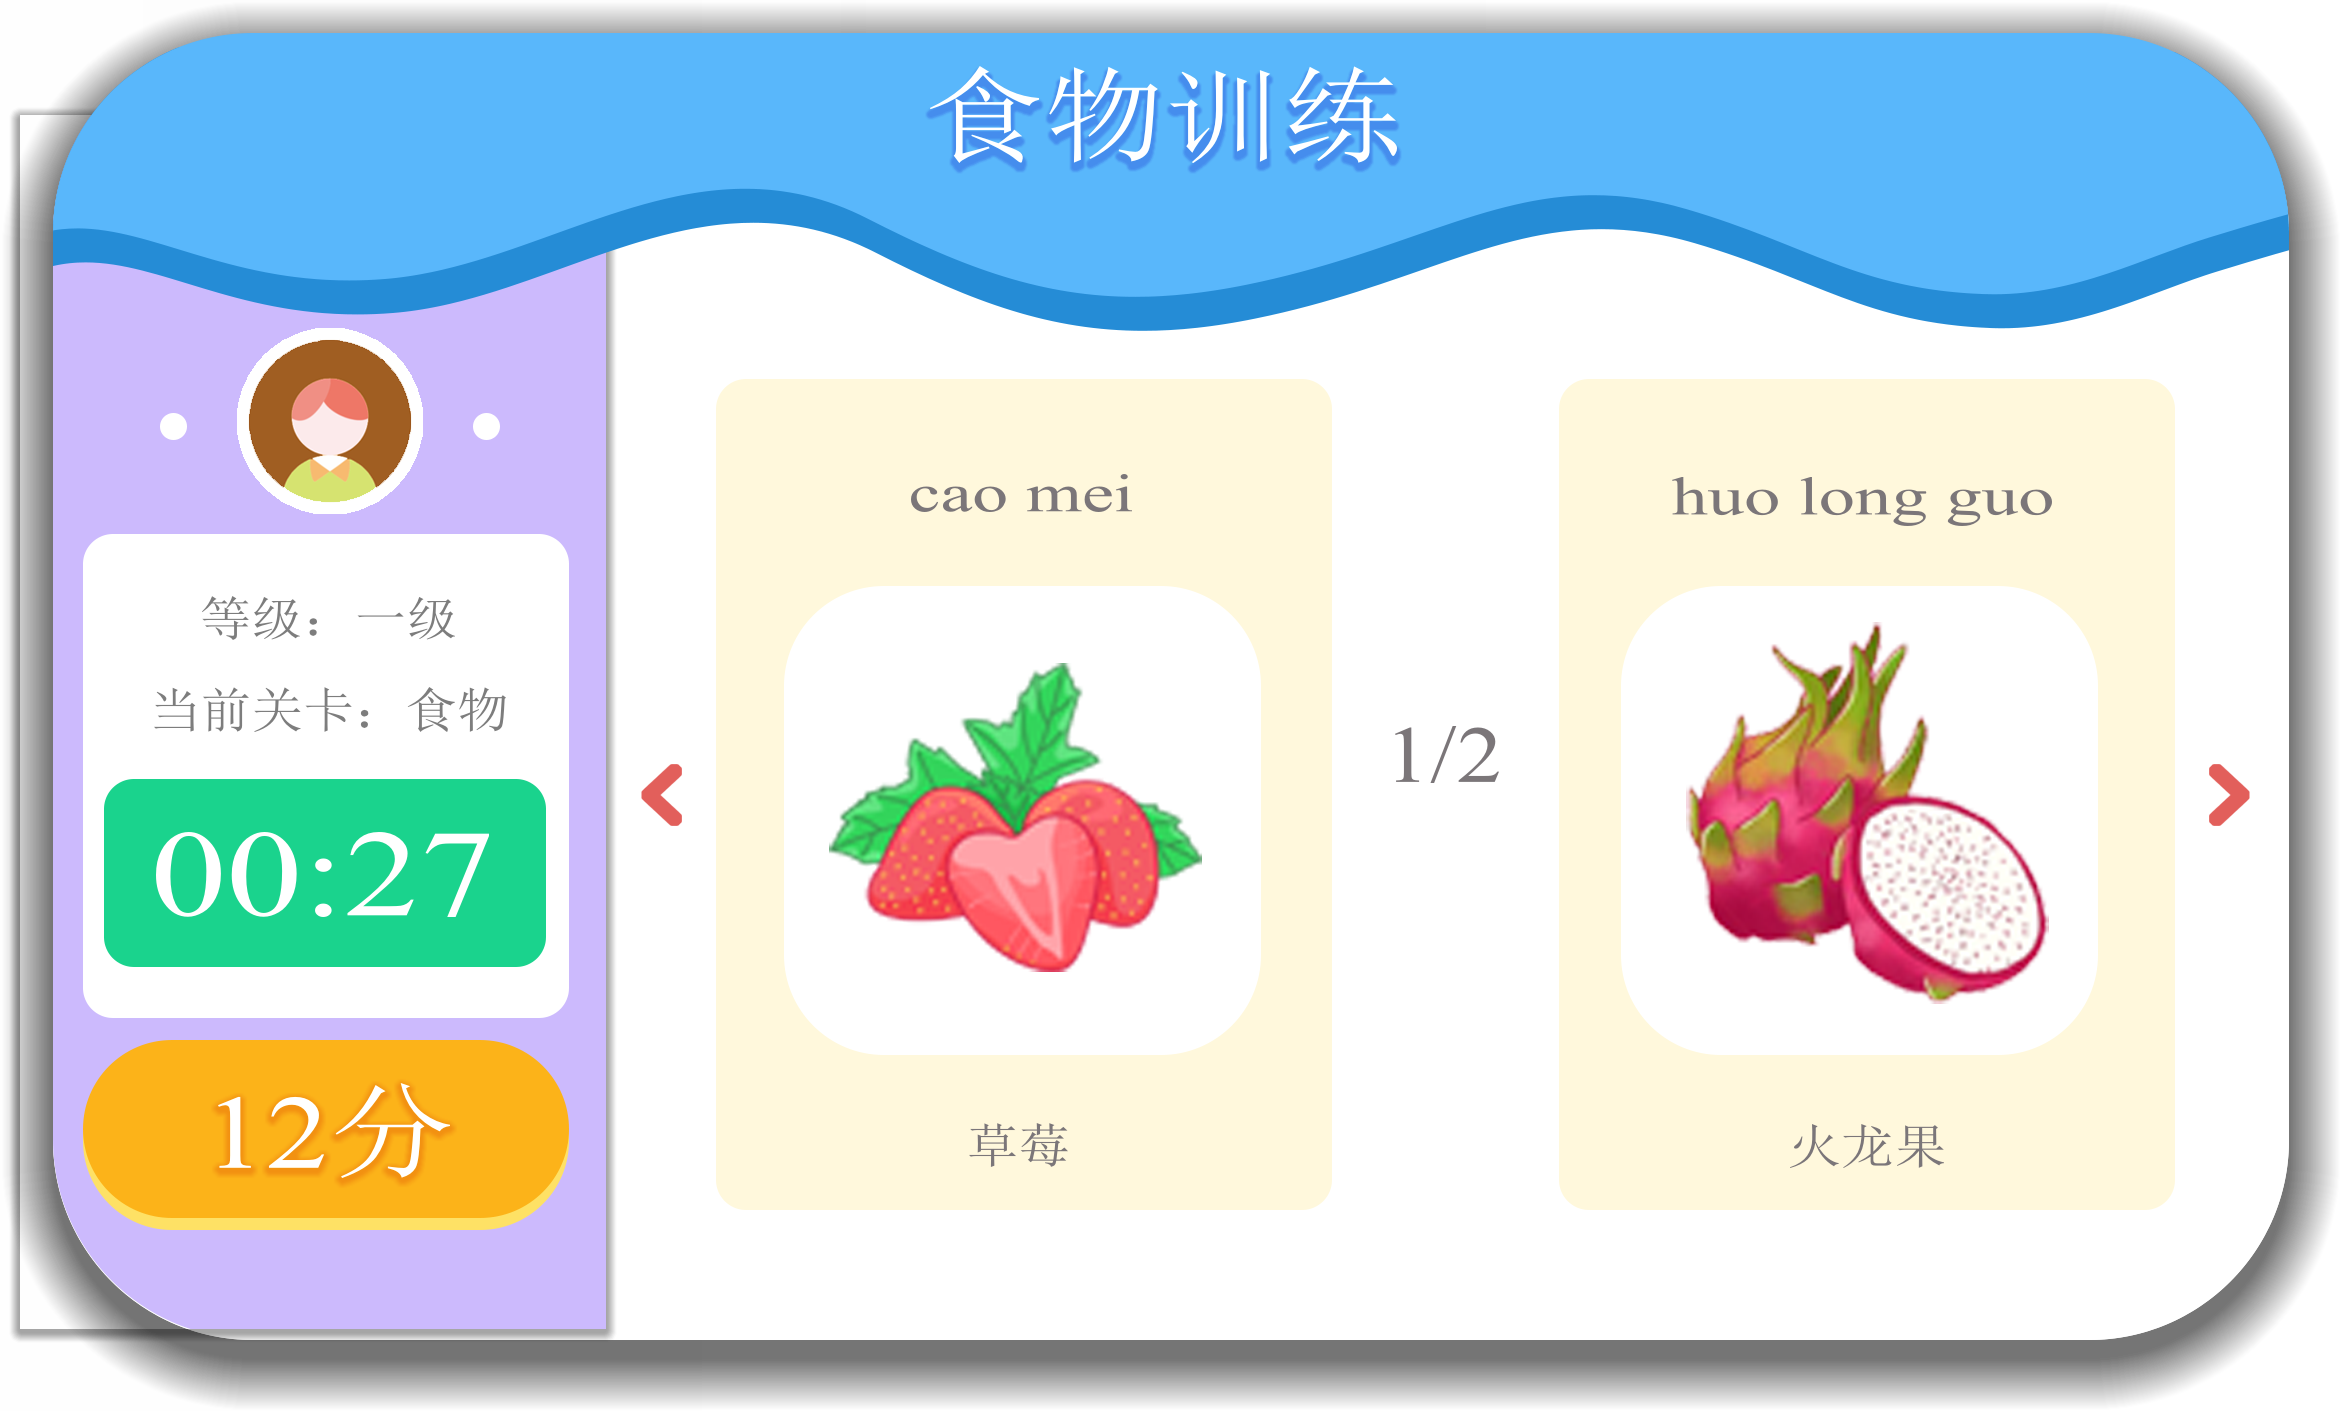 食物训练
等级：一级
当前关卡：食物
00:27
12分
cao mei
草莓
1/2
huo long guo
火龙果